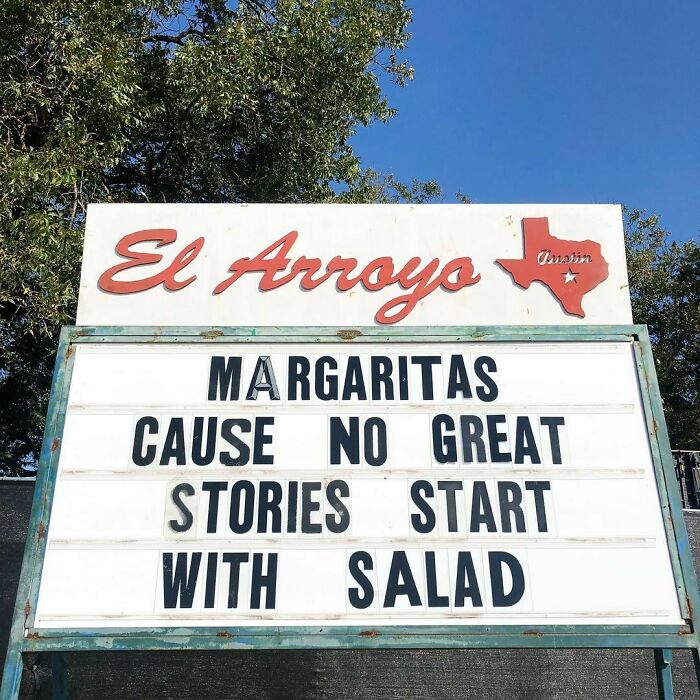 El Arroyo
Austin
MARGARITAS
CAUSE NO GREAT
STORIES START
WITH SALAD